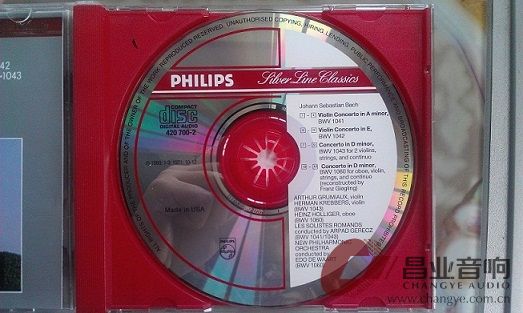 42
-1043
ALL RIGHTS OF THE PRODUCER AND OF THE OWNER OF THE WORK REPRODUCED RESERVED. UNAUTHORISED COPYING, HIRING, LENDING, PUBLIC PERFORMANCE AND BROADCASTING OF THIS RECORD PROHIBITED
PHILIPS
Silver Line Classics
COMPACT
disc
DIGITAL AUDIO
420 700-2
Made in USA
PHILIPS
Johann Sebastian Bach
Violin Concerto in A minor,
BWV 1041
Violin Concerto in E,
BWV 1042
Concerto in D minor,
BWV 1043 for 2 violins,
strings, and continuo
Concerto in D minor,
BWV 1060 for oboe, violin,
strings, and continuo
(reconstructed by
Franz Giegling)
ARTHUR GRUMIAUX, violin
HERMAN KREBBERS, violin
(BWV 1043)
HEINZ HOLLIGER, oboe
(BWV 1060)
LES SOLISTES ROMANDS
conducted by ARPAD GERECZ
(BWV 1041/1043)
NEW PHILHARMONIA
ORCHESTRA
conducted by
EDO DE WAART
(BWV 1060)
昌业音响
CHANGYE AUDIO
www.changye.com.cn